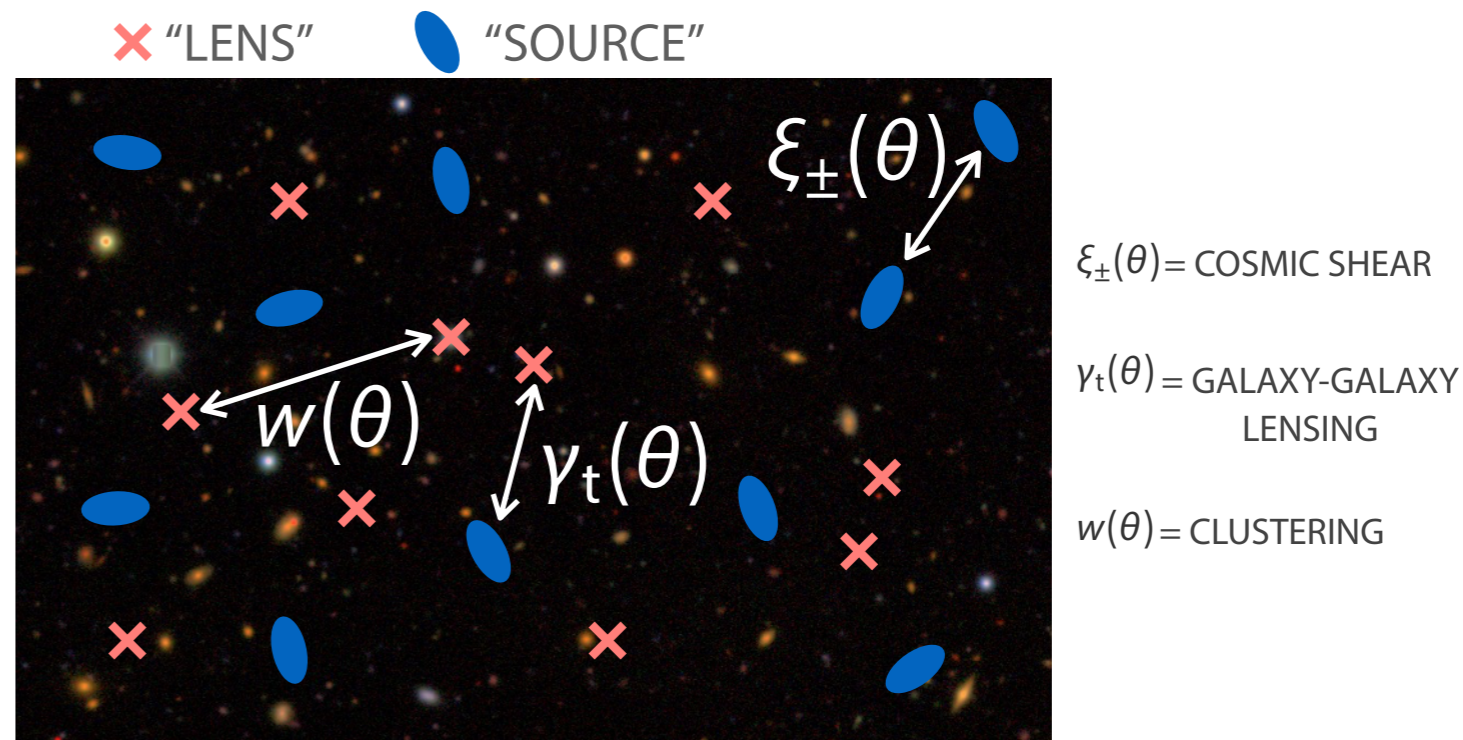 “LENS” “SOURCE”
ξ±(θ)
w(θ)
γt(θ)
ξ±(θ) = COSMIC SHEAR
γt(θ) = GALAXY-GALAXY
LENSING
w(θ) = CLUSTERING